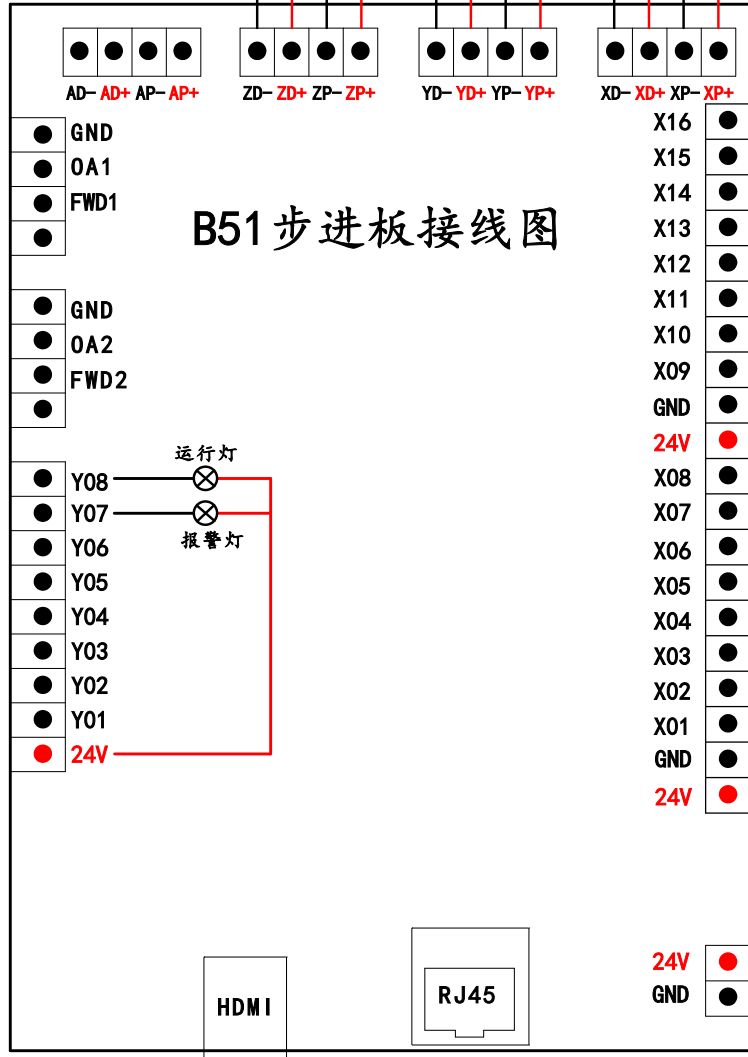 AD- AD+ AP- AP+
ZD- ZD+ ZP- ZP+
YD- YD+ YP- YP+
XD- XD+ XP- XP+
GND
OA1
FWD1
B51步进板接线图
GND
OA2
FWD2
运行灯
Y08
Y07
报警灯
Y06
Y05
Y04
Y03
Y02
Y01
24V
X16
X15
X14
X13
X12
X11
X10
X09
GND
24V
X08
X07
X06
X05
X04
X03
X02
X01
GND
24V
24V
GND
HDMI
RJ45